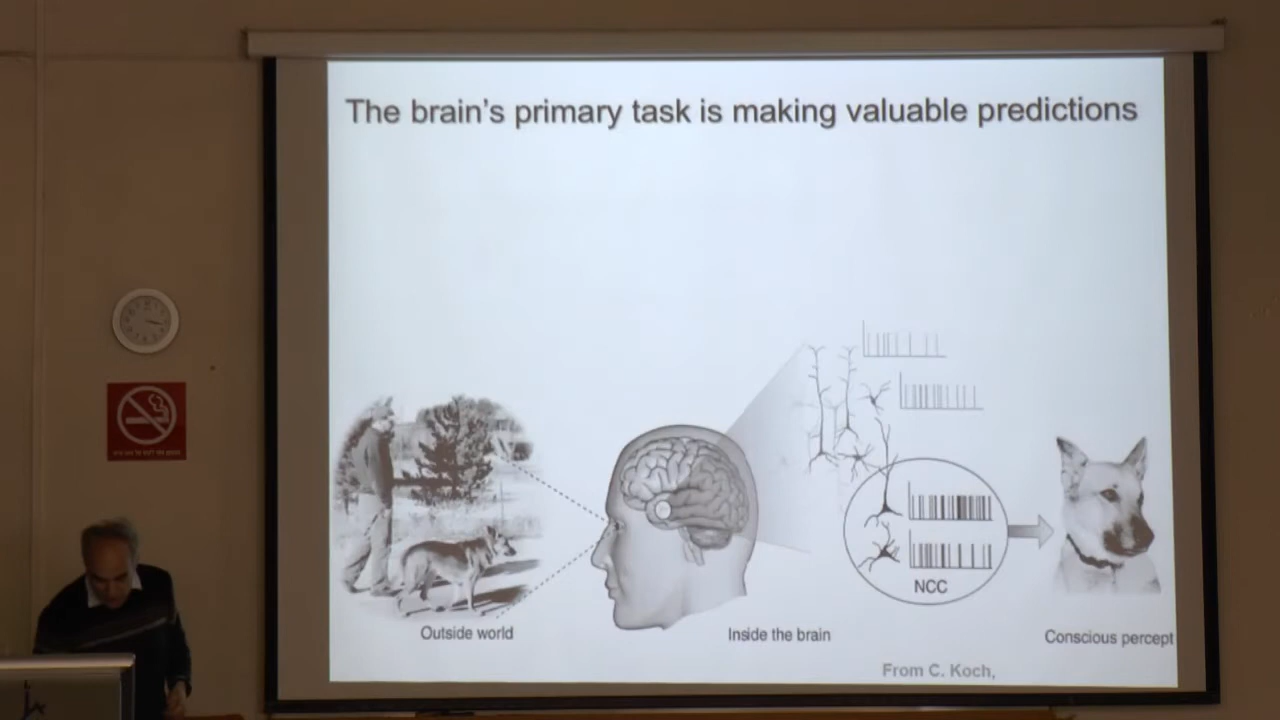 The brain's primary task is making valuable predictions
NCC
Outside world
Inside the brain
Conscious percept
From C. Koch,